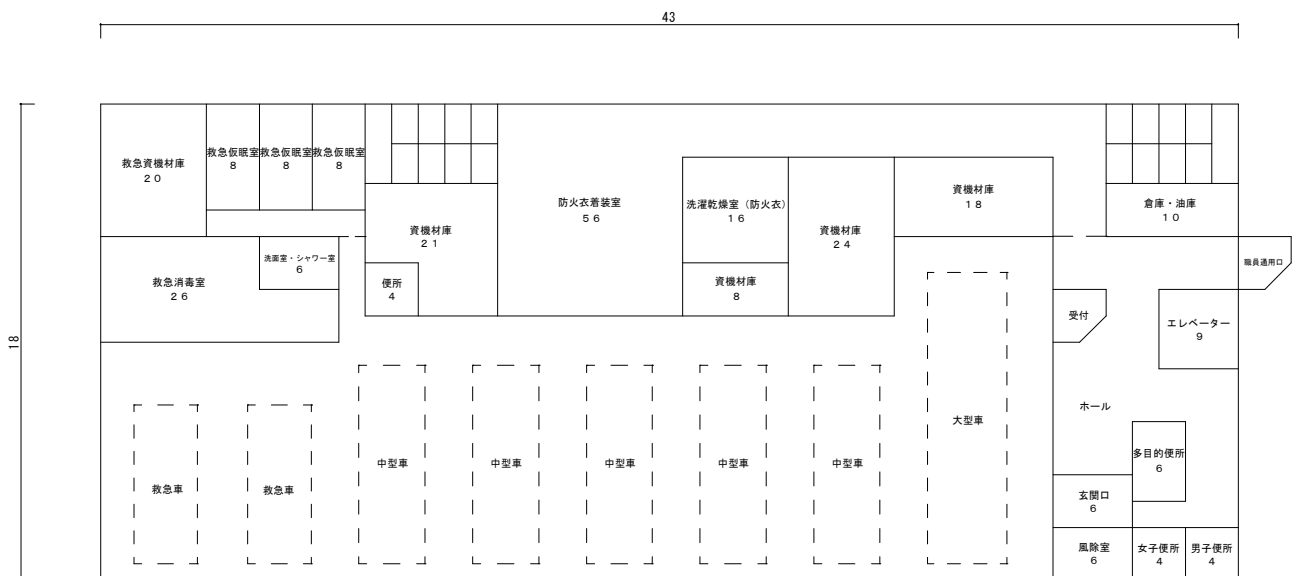 43
18
救急資機材庫
20
救急仮眠室
8
救急仮眠室
8
救急仮眠室
8
資機材庫
21
便所
4
洗面室・シャワー室
6
救急消毒室
26
防火衣着装室
56
洗濯乾燥室（防火衣）
16
資機材庫
8
資機材庫
24
資機材庫
18
倉庫・油庫
10
職員通用口
受付
エレベーター
9
ホール
多目的便所
6
玄関口
6
風除室
6
女子便所
4
男子便所
4
救急車
救急車
中型車
中型車
中型車
中型車
中型車
大型車